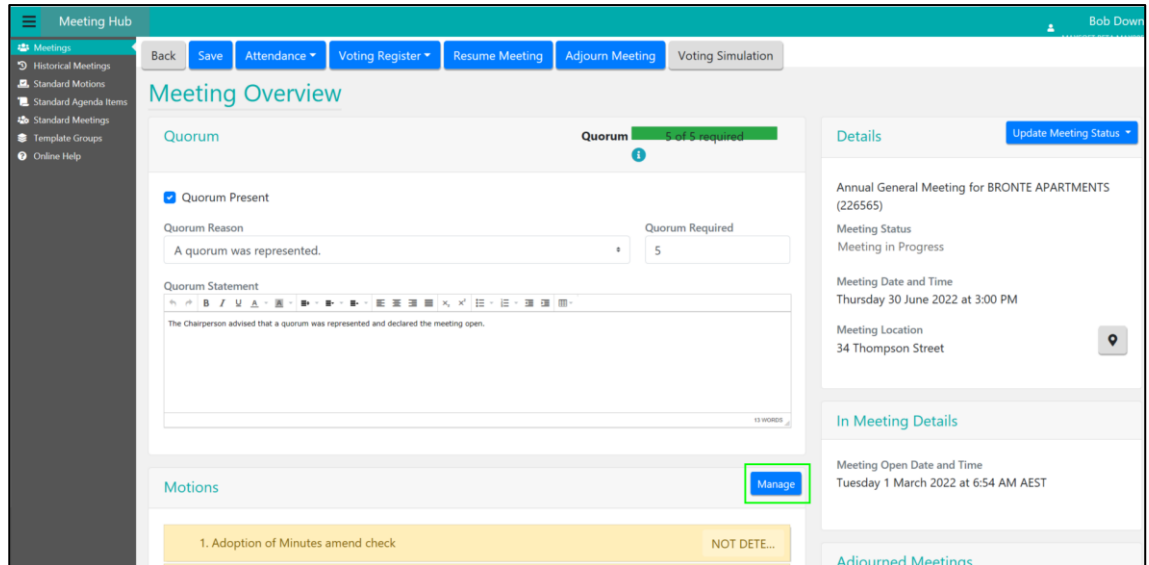 Meeting Hub
Bob Down
Meetings
Historical Meetings
Standard Motions
Standard Agenda Items
Standard Meetings
Template Groups
Online Help
Back Save Attendance Voting Register Resume Meeting Adjourn Meeting Voting Simulation
Meeting Overview
Quorum
Quorum 5 of 5 required
Quorum Present
Quorum Reason
A quorum was represented.
Quorum Required
5
Quorum Statement
B I U A A
The Chairperson advised that a quorum was represented and declared the meeting open.
13 WORDS
Motions
Manage
1. Adoption of Minutes amend check
NOT DETE...
Details
Update Meeting Status
Annual General Meeting for BRONTE APARTMENTS
(226565)
Meeting Status
Meeting in Progress
Meeting Date and Time
Thursday 30 June 2022 at 3:00 PM
Meeting Location
34 Thompson Street
In Meeting Details
Meeting Open Date and Time
Tuesday 1 March 2022 at 6:54 AM AEST
Adjourned Meetings